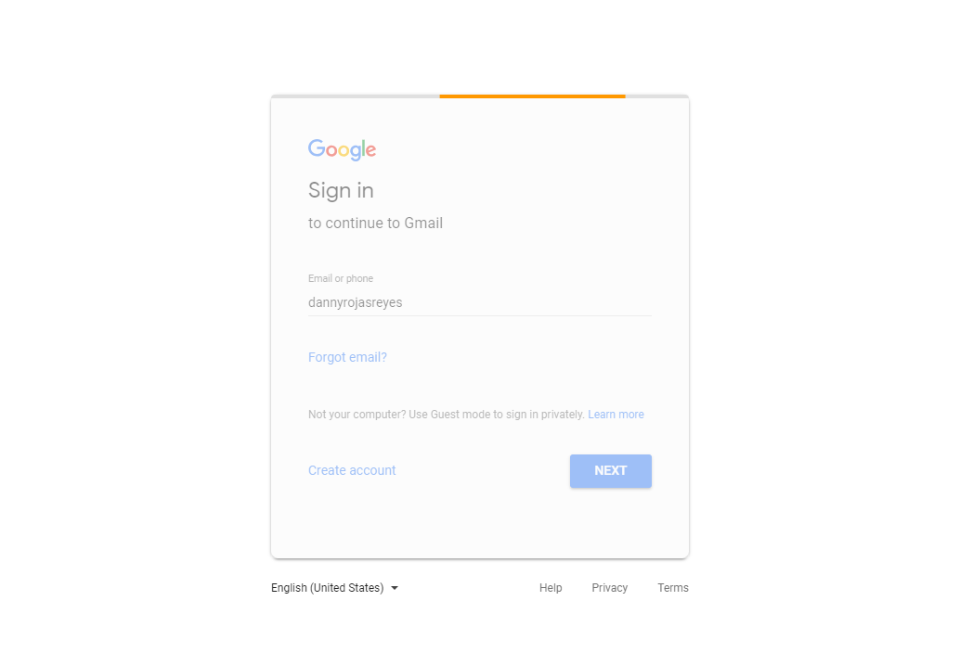 Google
Sign in
to continue to Gmail
Email or phone
dannyrojasreyes
Forgot email?
Not your computer? Use Guest mode to sign in privately. Learn more
Create account NEXT
English (United States) Help Privacy Terms